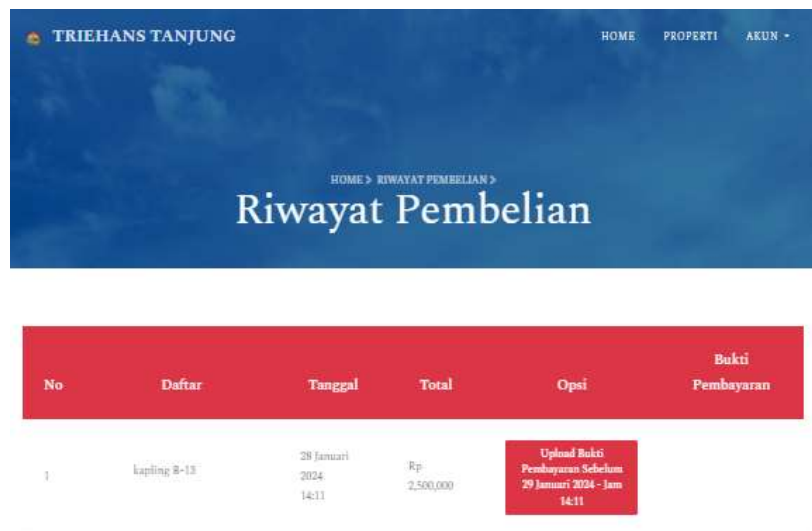 TRIEHANS TANJUNG
HOME PROPERTI AKUN
HOME > RIWAYAT PEMBELIAN >
Riwayat Pembelian
No Daftar Tanggal Total Opsi Bukti Pembayaran
1 kapling B-13 28 Januari 2024 14:11 Rp 2,500,000 Upload Bukti Pembayaran Sebelum 29 Januari 2024 - Jam 14:11